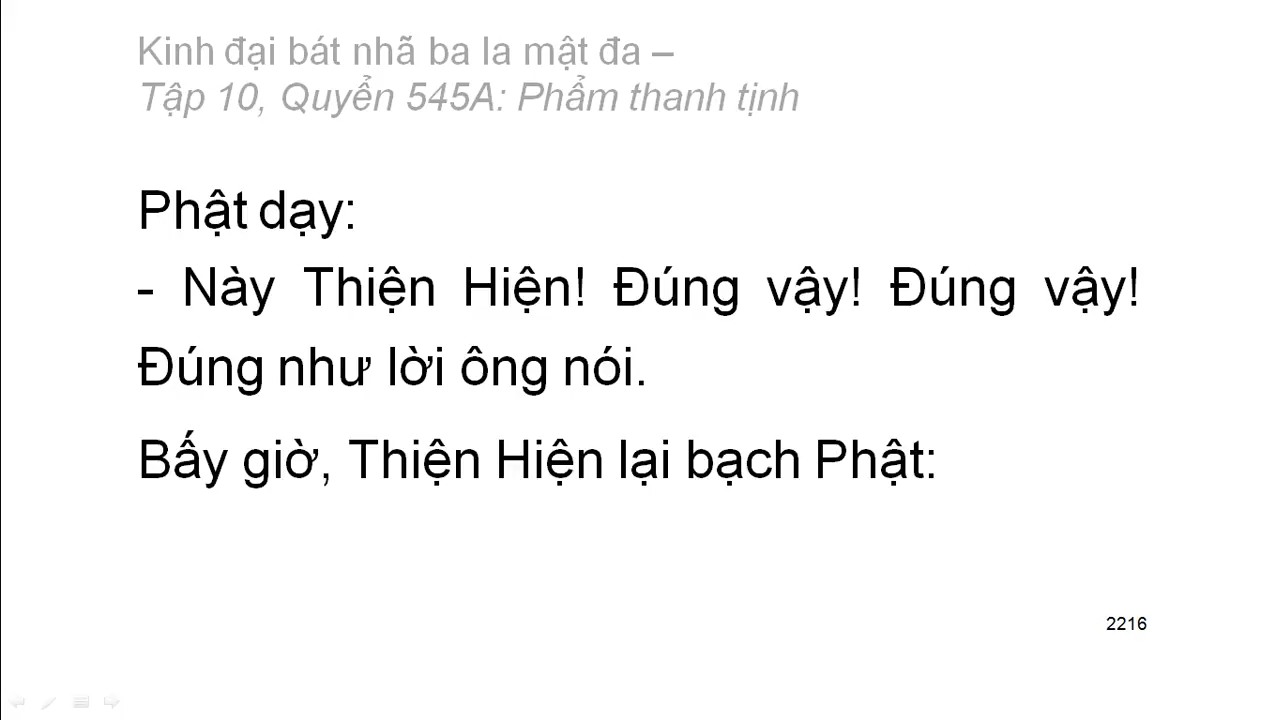 Kinh đại bát nhã ba la mật đa –
Tập 10, Quyển 545A: Phẩm thanh tịnh
Phật dạy:
- Này Thiện Hiện! Đúng vậy! Đúng vậy!
Đúng như lời ông nói.
Bấy giờ, Thiện Hiện lại bạch Phật:
2216